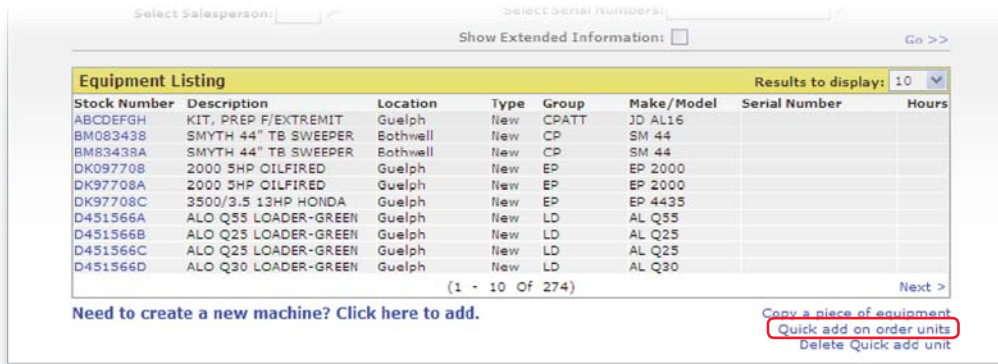 Select Salesperson: Select Serial Numbers:
Show Extended Information: Go >>
Equipment Listing Results to display: 10
Stock Number Description Location Type Group Make/Model Serial Number Hours
ABCDEFGH KIT, PREP F/EXTREMIT Guelph New CPATT JD AL16
BM083438 SMYTH 44" TB SWEEPER Bothwell New CP SM 44
BM83438A SMYTH 44" TB SWEEPER Bothwell New CP SM 44
DK097708 2000 5HP OILFIRED Guelph New EP EP 2000
DK97708A 2000 5HP OILFIRED Guelph New EP EP 2000
DK97708C 3500/3.5 13HP HONDA Guelph New EP EP 4435
D451566A ALO Q55 LOADER-GREEN Guelph New LD AL Q55
D451566B ALO Q25 LOADER-GREEN Guelph New LD AL Q25
D451566C ALO Q25 LOADER-GREEN Guelph New LD AL Q25
D451566D ALO Q30 LOADER-GREEN Guelph New LD AL Q30
(1 - 10 Of 274) Next >
Need to create a new machine? Click here to add. Copy a piece of equipment
Quick add on order units
Delete Quick add unit